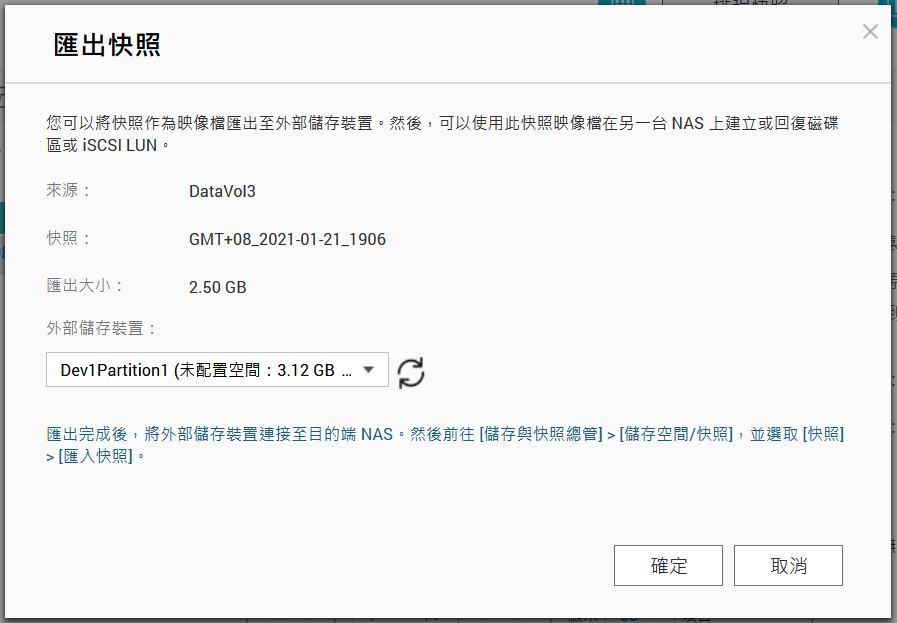 匯出快照
您可以將快照作為映像檔匯出至外部儲存裝置。然後，可以使用此快照映像檔在另一台 NAS 上建立或回復磁碟
區或 iSCSI LUN。
來源： DataVol3
快照： GMT+08_2021-01-21_1906
匯出大小： 2.50 GB
外部儲存裝置：
Dev1Partition1 (未配置空間：3.12 GB ...
匯出完成後，將外部儲存裝置連接至目的端 NAS。然後前往 [儲存與快照總管] > [儲存空間/快照]，並選取 [快照]
> [匯入快照]。
確定 取消